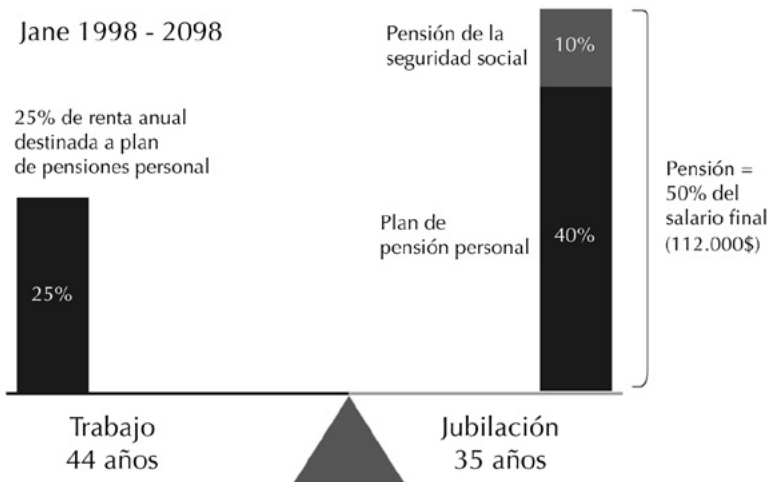 Jane 1998 - 2098
25% de renta anual
destinada a plan
de pensiones personal
25%
Pensión de la
seguridad social
10%
Plan de
pensión personal
40%
Pensión =
50% del
salario final
(112.000$)
Trabajo
44 años
Jubilación
35 años